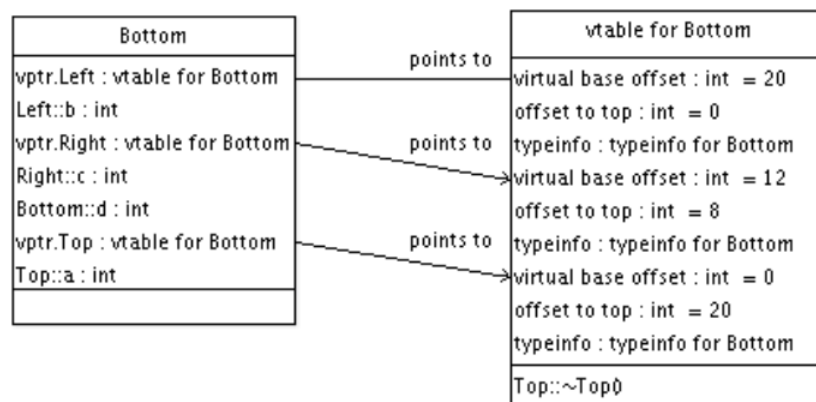 Bottom
vptr.Left : vtable for Bottom
Left::b : int
vptr.Right : vtable for Bottom
Right::c : int
Bottom::d : int
vptr.Top : vtable for Bottom
Top::a : int
points to
points to
points to
vtable for Bottom
virtual base offset : int = 20
offset to top : int = 0
typeinfo : typeinfo for Bottom
virtual base offset : int = 12
offset to top : int = 8
typeinfo : typeinfo for Bottom
virtual base offset : int = 0
offset to top : int = 20
typeinfo : typeinfo for Bottom
Top::~Top()